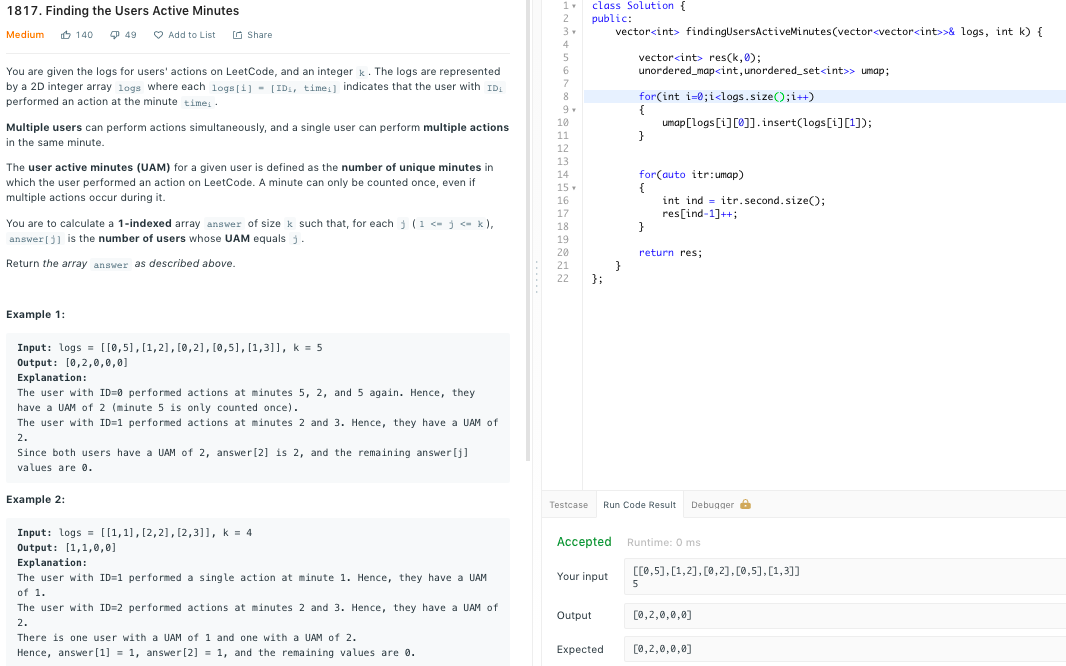 1817. Finding the Users Active Minutes
Medium 140 49 Add to List Share
You are given the logs for users' actions on LeetCode, and an integer k . The logs are represented
by a 2D integer array logs where each logs[i] = [IDᵢ, timeᵢ] indicates that the user with IDᵢ
performed an action at the minute timeᵢ .
Multiple users can perform actions simultaneously, and a single user can perform multiple actions
in the same minute.
The user active minutes (UAM) for a given user is defined as the number of unique minutes in
which the user performed an action on LeetCode. A minute can only be counted once, even if
multiple actions occur during it.
You are to calculate a 1-indexed array answer of size k such that, for each j ( 1 <= j <= k ),
answer[j] is the number of users whose UAM equals j .
Return the array answer as described above.
Example 1:
Input: logs = [[0,5],[1,2],[0,2],[0,5],[1,3]], k = 5
Output: [0,2,0,0,0]
Explanation:
The user with ID=0 performed actions at minutes 5, 2, and 5 again. Hence, they
have a UAM of 2 (minute 5 is only counted once).
The user with ID=1 performed actions at minutes 2 and 3. Hence, they have a UAM of
2.
Since both users have a UAM of 2, answer[2] is 2, and the remaining answer[j]
values are 0.
Example 2:
Input: logs = [[1,1],[2,2],[2,3]], k = 4
Output: [1,1,0,0]
Explanation:
The user with ID=1 performed a single action at minute 1. Hence, they have a UAM
of 1.
The user with ID=2 performed actions at minutes 2 and 3. Hence, they have a UAM of
2.
There is one user with a UAM of 1 and one with a UAM of 2.
Hence, answer[1] = 1, answer[2] = 1, and the remaining values are 0.
1 class Solution {
2 public:
3     vector<int> findingUsersActiveMinutes(vector<vector<int>>& logs, int k) {
4
5         vector<int> res(k,0);
6         unordered_map<int,unordered_set<int>> umap;
7
8         for(int i=0;i<logs.size();i++)
9         {
10             umap[logs[i][0]].insert(logs[i][1]);
11         }
12
13
14         for(auto itr:umap)
15         {
16             int ind = itr.second.size();
17             res[ind-1]++;
18         }
19
20         return res;
21     }
22 };
Testcase Run Code Result Debugger
Accepted Runtime: 0 ms
Your input
[[0,5],[1,2],[0,2],[0,5],[1,3]]
5
Output [0,2,0,0,0]
Expected [0,2,0,0,0]